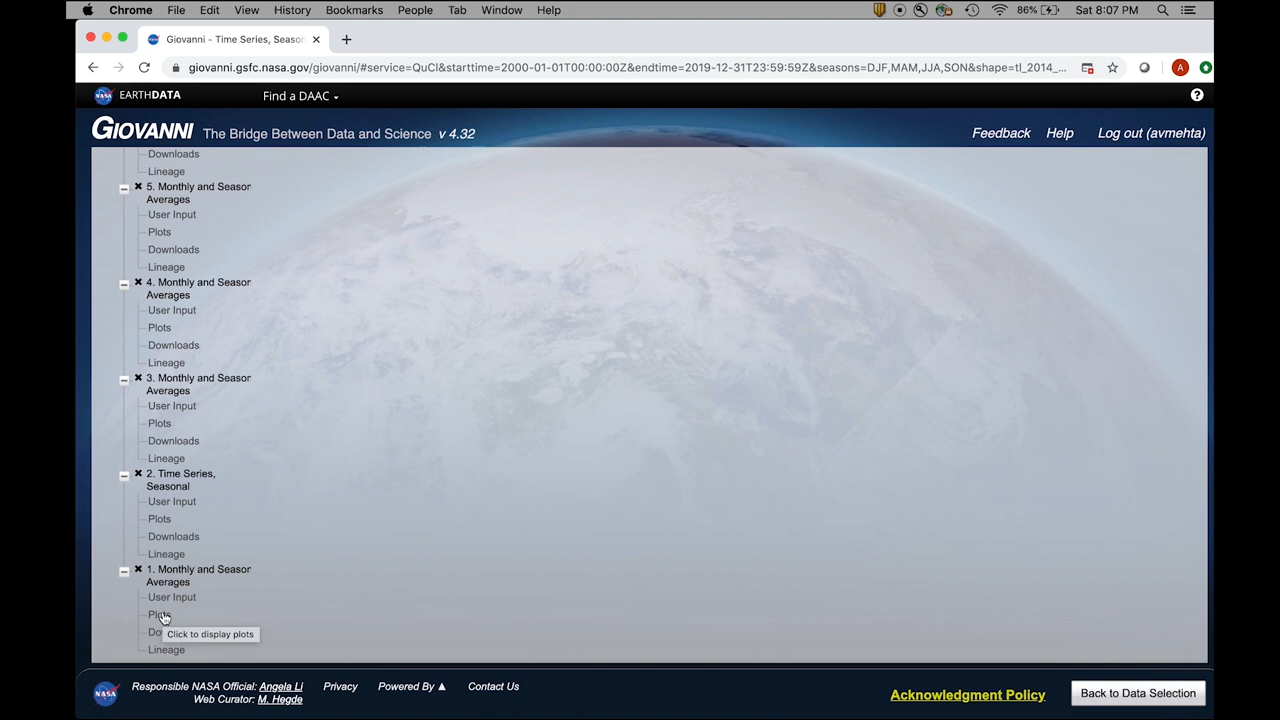 Chrome File Edit View History Bookmarks People Tab Window Help 86% Sat 8:07 PM
Giovanni - Time Series, Season
giovanni.gsfc.nasa.gov/giovanni/#service=QuCl&starttime=2000-01-01T00:00:00Z&endtime=2019-12-31T23:59:59Z&seasons=DJF,MAM,JJA,SON&shape=tl_2014_... A
EARTHDATA Find a DAAC ?
GIOVANNI The Bridge Between Data and Science v 4.32 Feedback Help Log out (avmehta)
Downloads
Lineage
5. Monthly and Season
Averages
User Input
Plots
Downloads
Lineage
4. Monthly and Season
Averages
User Input
Plots
Downloads
Lineage
3. Monthly and Season
Averages
User Input
Plots
Downloads
Lineage
2. Time Series,
Seasonal
User Input
Plots
Downloads
Lineage
1. Monthly and Season
Averages
User Input
Plots
Do
Click to display plots
Lineage
Responsible NASA Official: Angela Li Privacy Powered By ▲ Contact Us
Web Curator: M. Hegde
Acknowledgment Policy Back to Data Selection